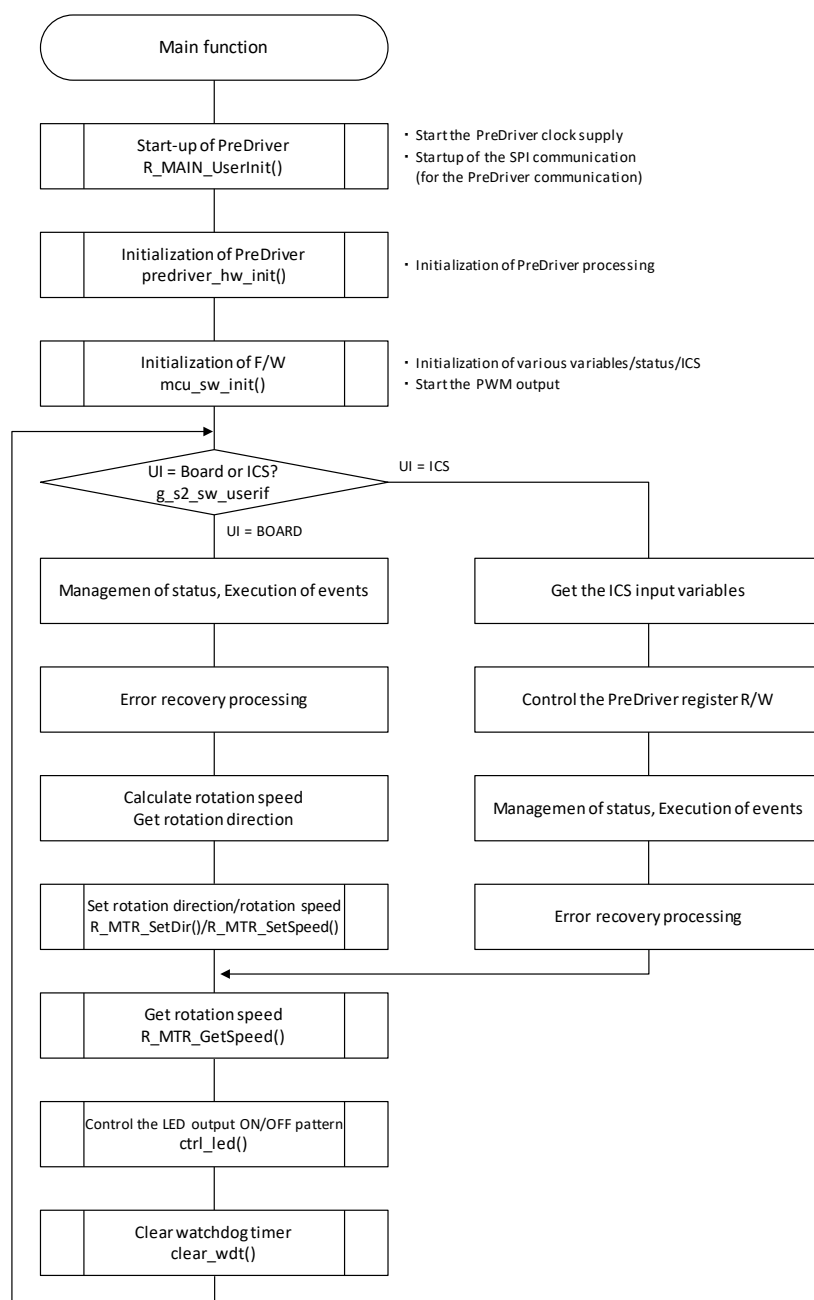 Main function
Start-up of PreDriver
R_MAIN_UserInit()
・Start the PreDriver clock supply
・Startup of the SPI communication
(for the PreDriver communication)
Initialization of PreDriver
predriver_hw_init()
・Initialization of PreDriver processing
Initialization of F/W
mcu_sw_init()
・Initialization of various variables/status/ICS
・Start the PWM output
UI = Board or ICS?
g_s2_sw_userif
UI = ICS
UI = BOARD
Managemen of status, Execution of events
Error recovery processing
Calculate rotation speed
Get rotation direction
Set rotation direction/rotation speed
R_MTR_SetDir()/R_MTR_SetSpeed()
Get the ICS input variables
Control the PreDriver register R/W
Managemen of status, Execution of events
Error recovery processing
Get rotation speed
R_MTR_GetSpeed()
Control the LED output ON/OFF pattern
ctrl_led()
Clear watchdog timer
clear_wdt()